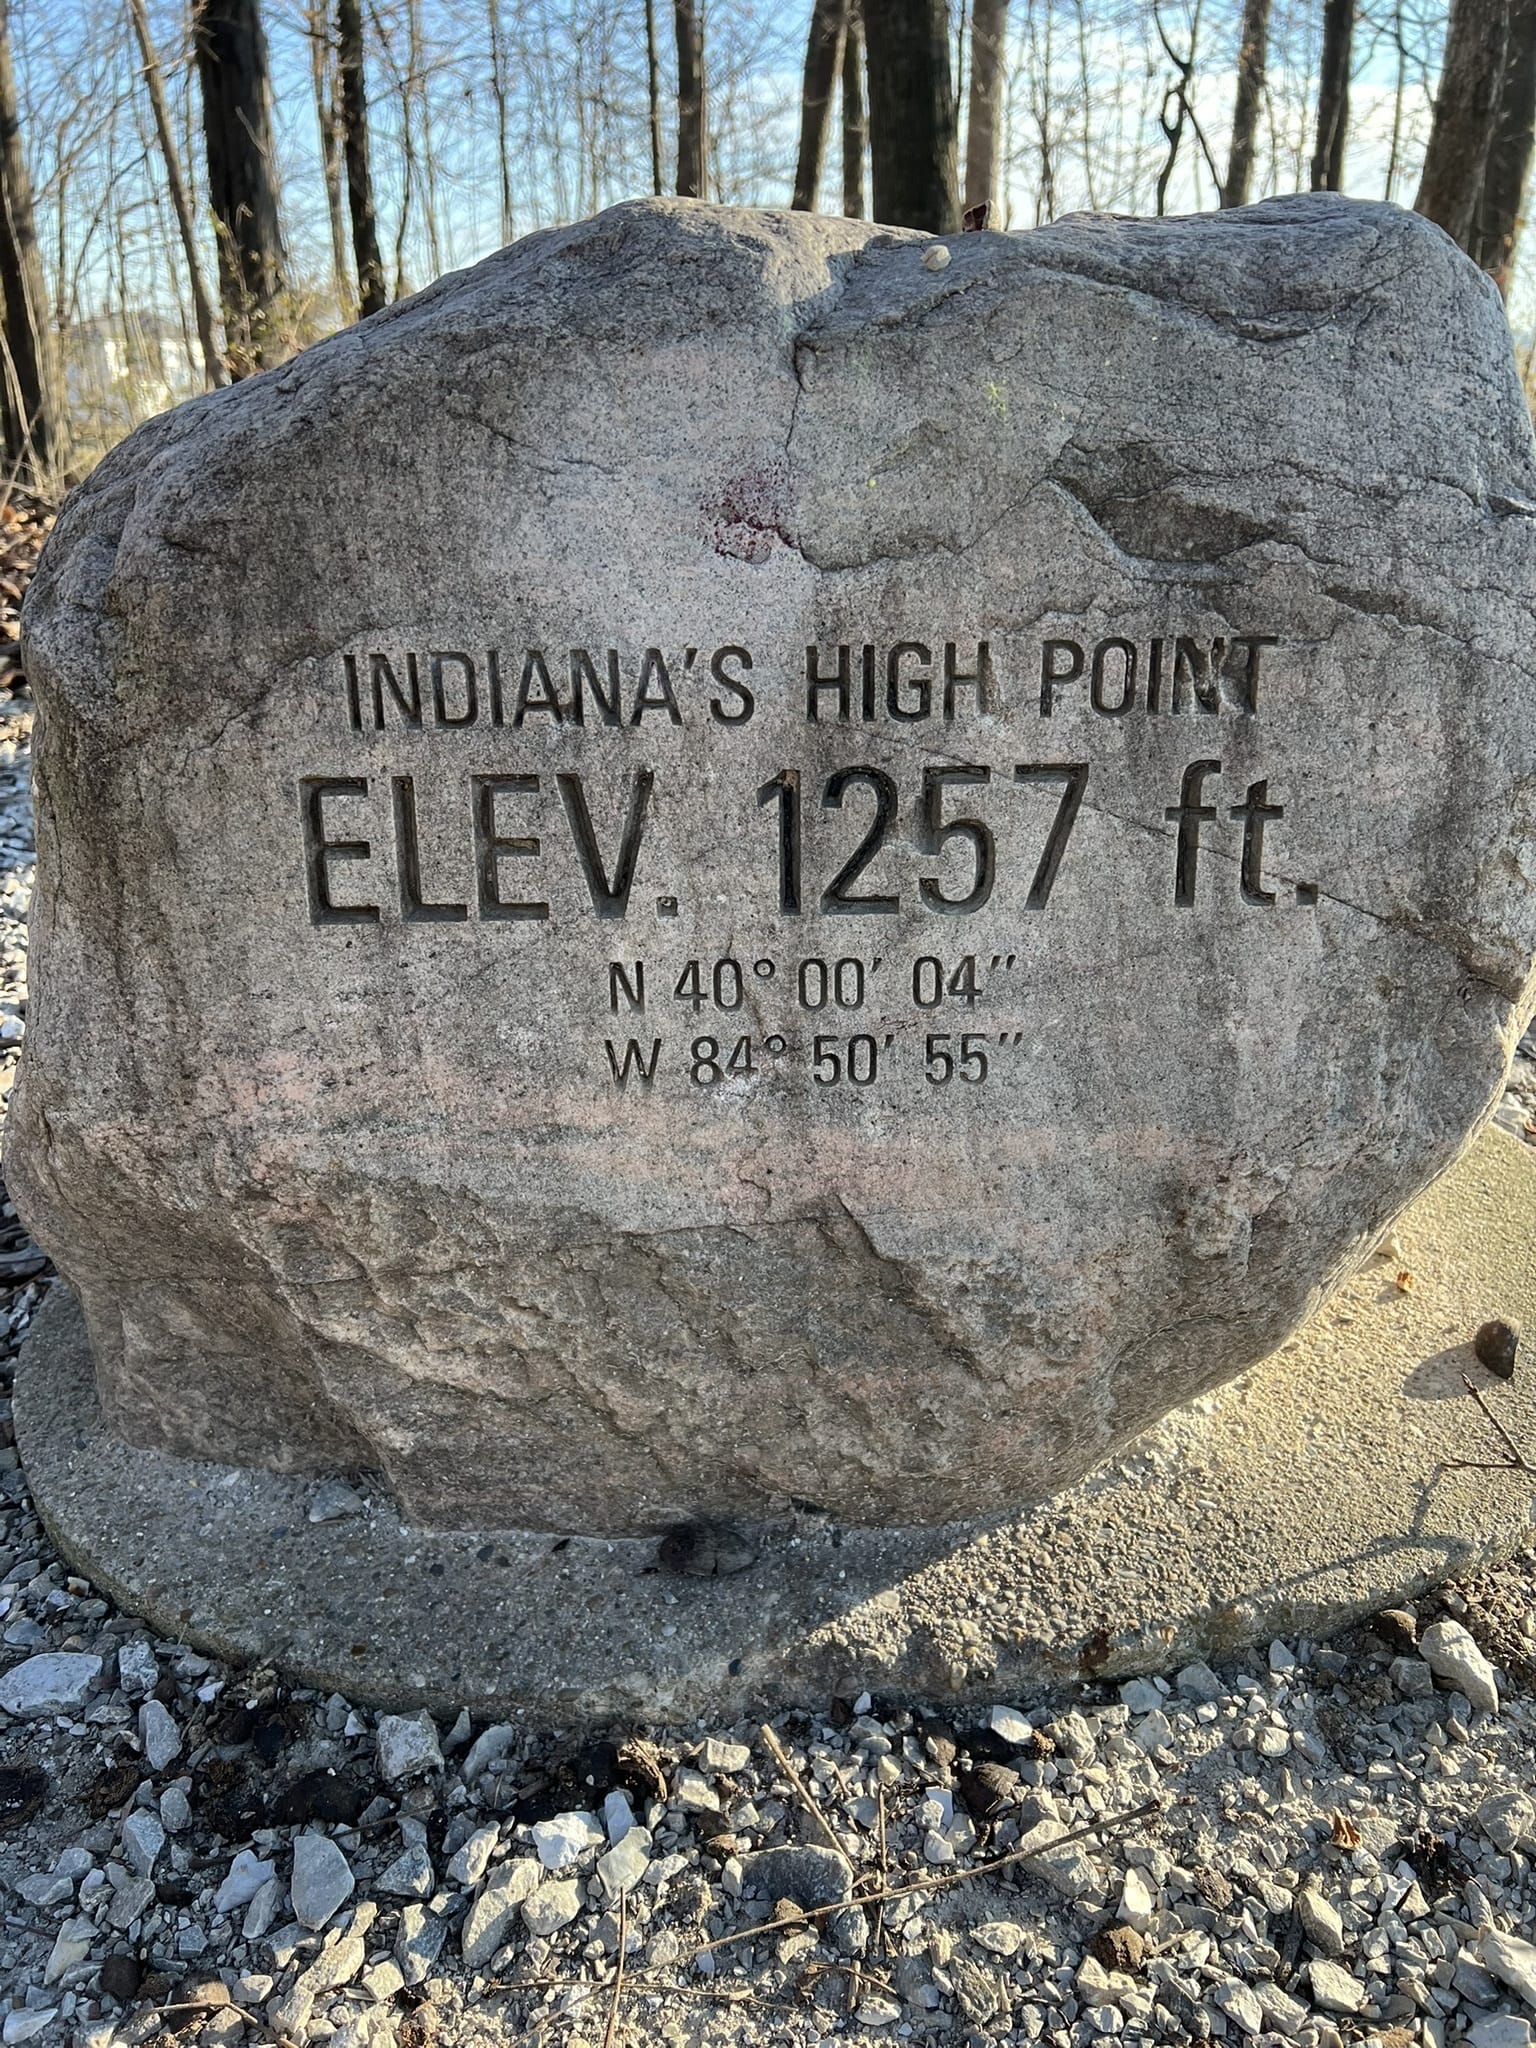 INDIANA'S HIGH POINT
ELEV. 1257 ft.
N 40° 00' 04"
W 84° 50' 55"